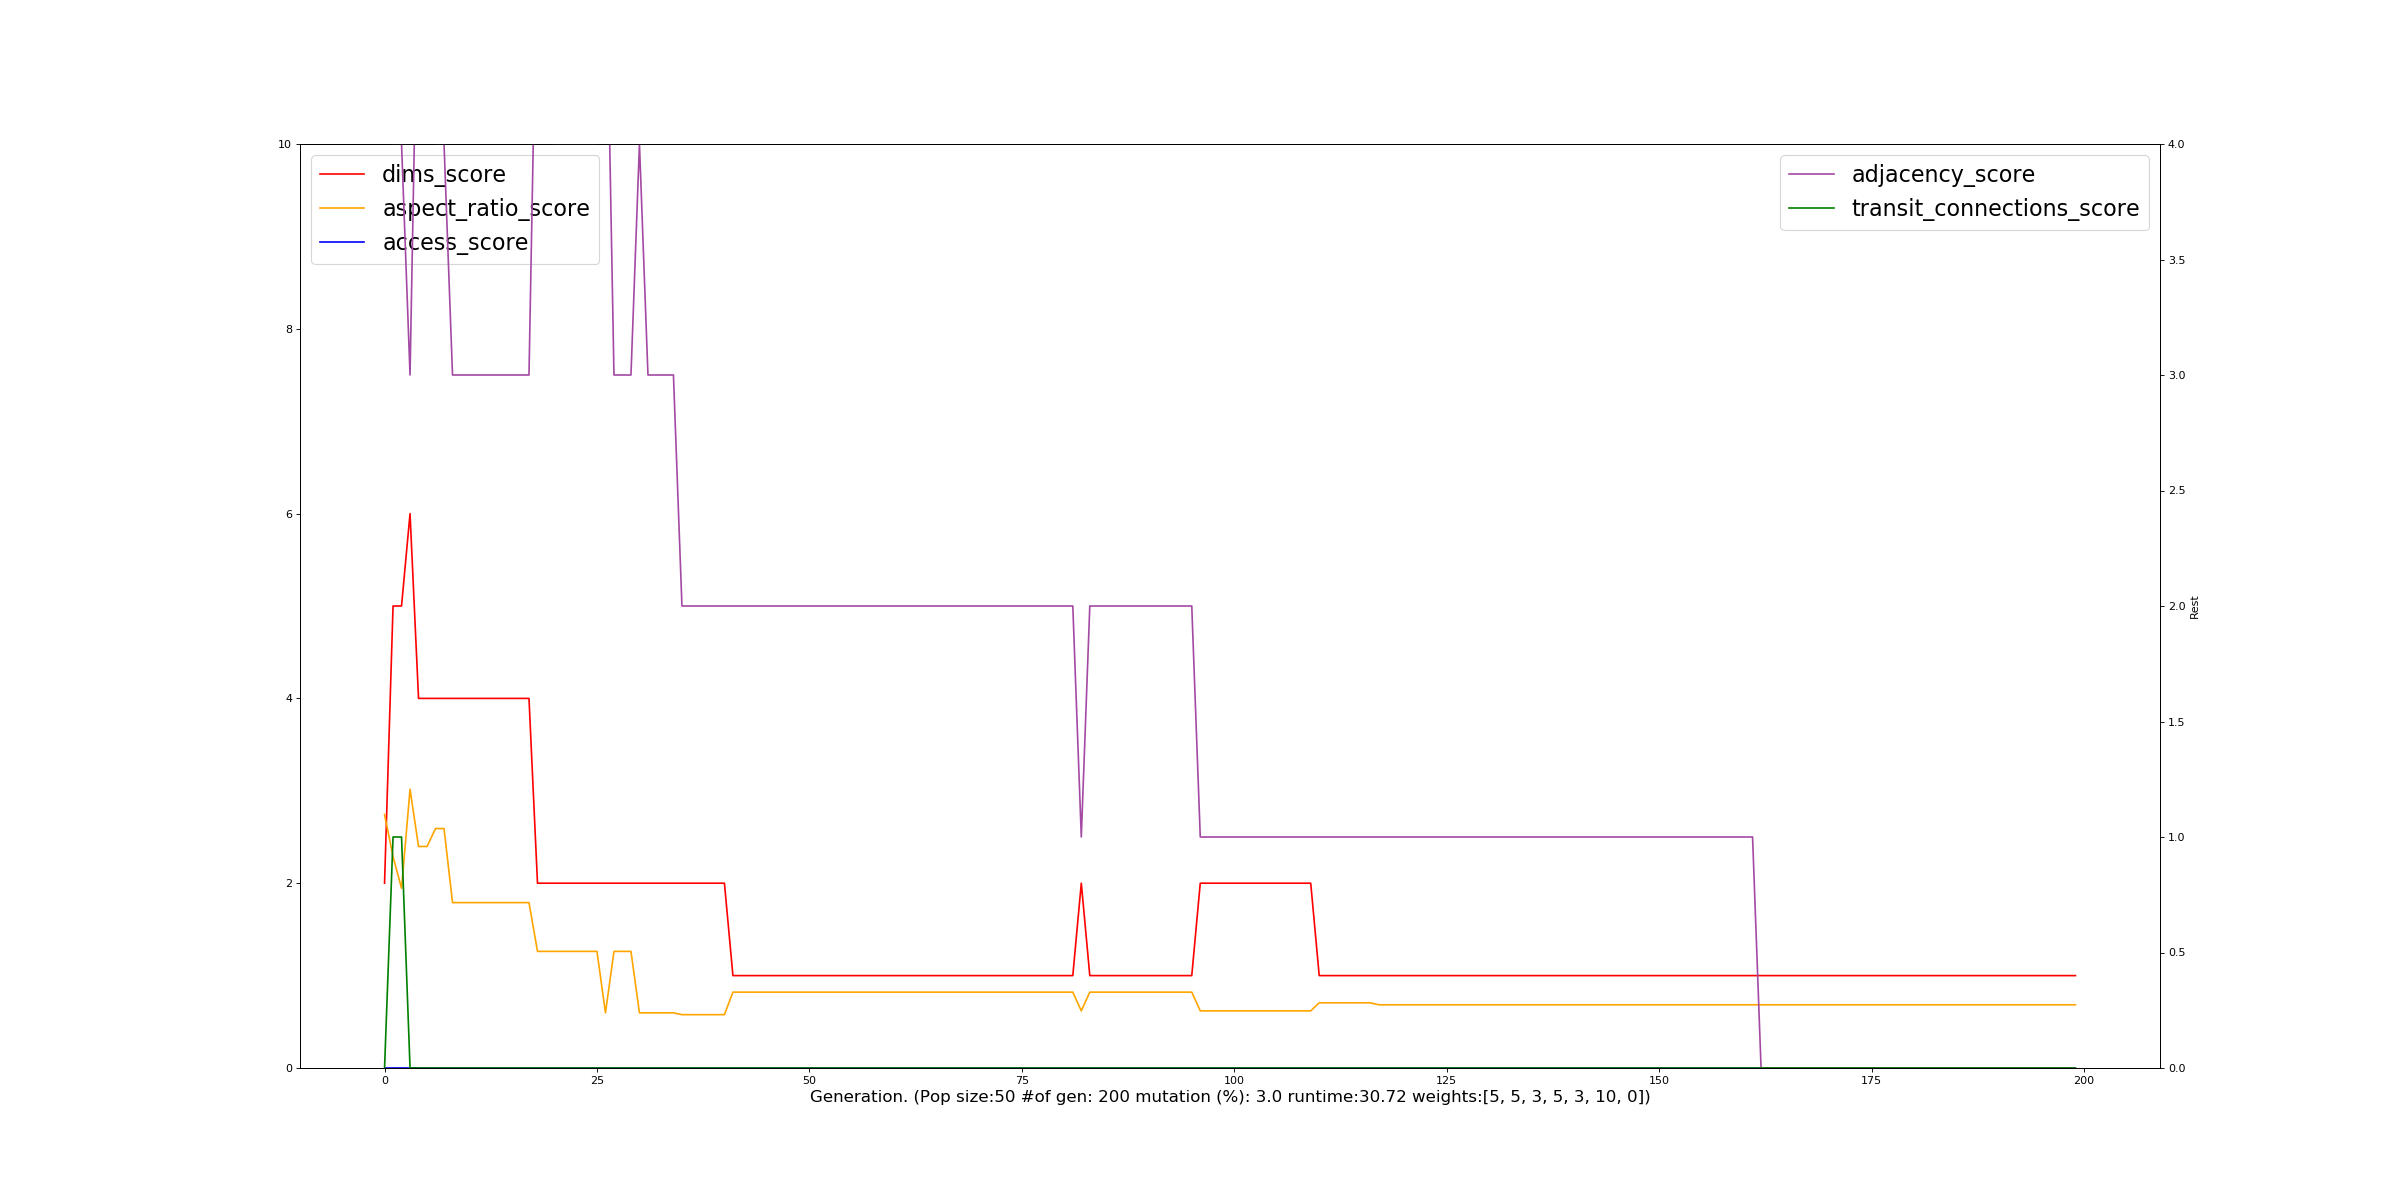 dims_score
aspect_ratio_score
access_score
adjacency_score
transit_connections_score
10
8
6
4
2
0
4.0
3.5
3.0
2.5
2.0
1.5
1.0
0.5
0.0
Rest
0 25 50 75 100 125 150 175 200
Generation. (Pop size:50 #of gen: 200 mutation (%): 3.0 runtime:30.72 weights:[5, 5, 3, 5, 3, 10, 0])